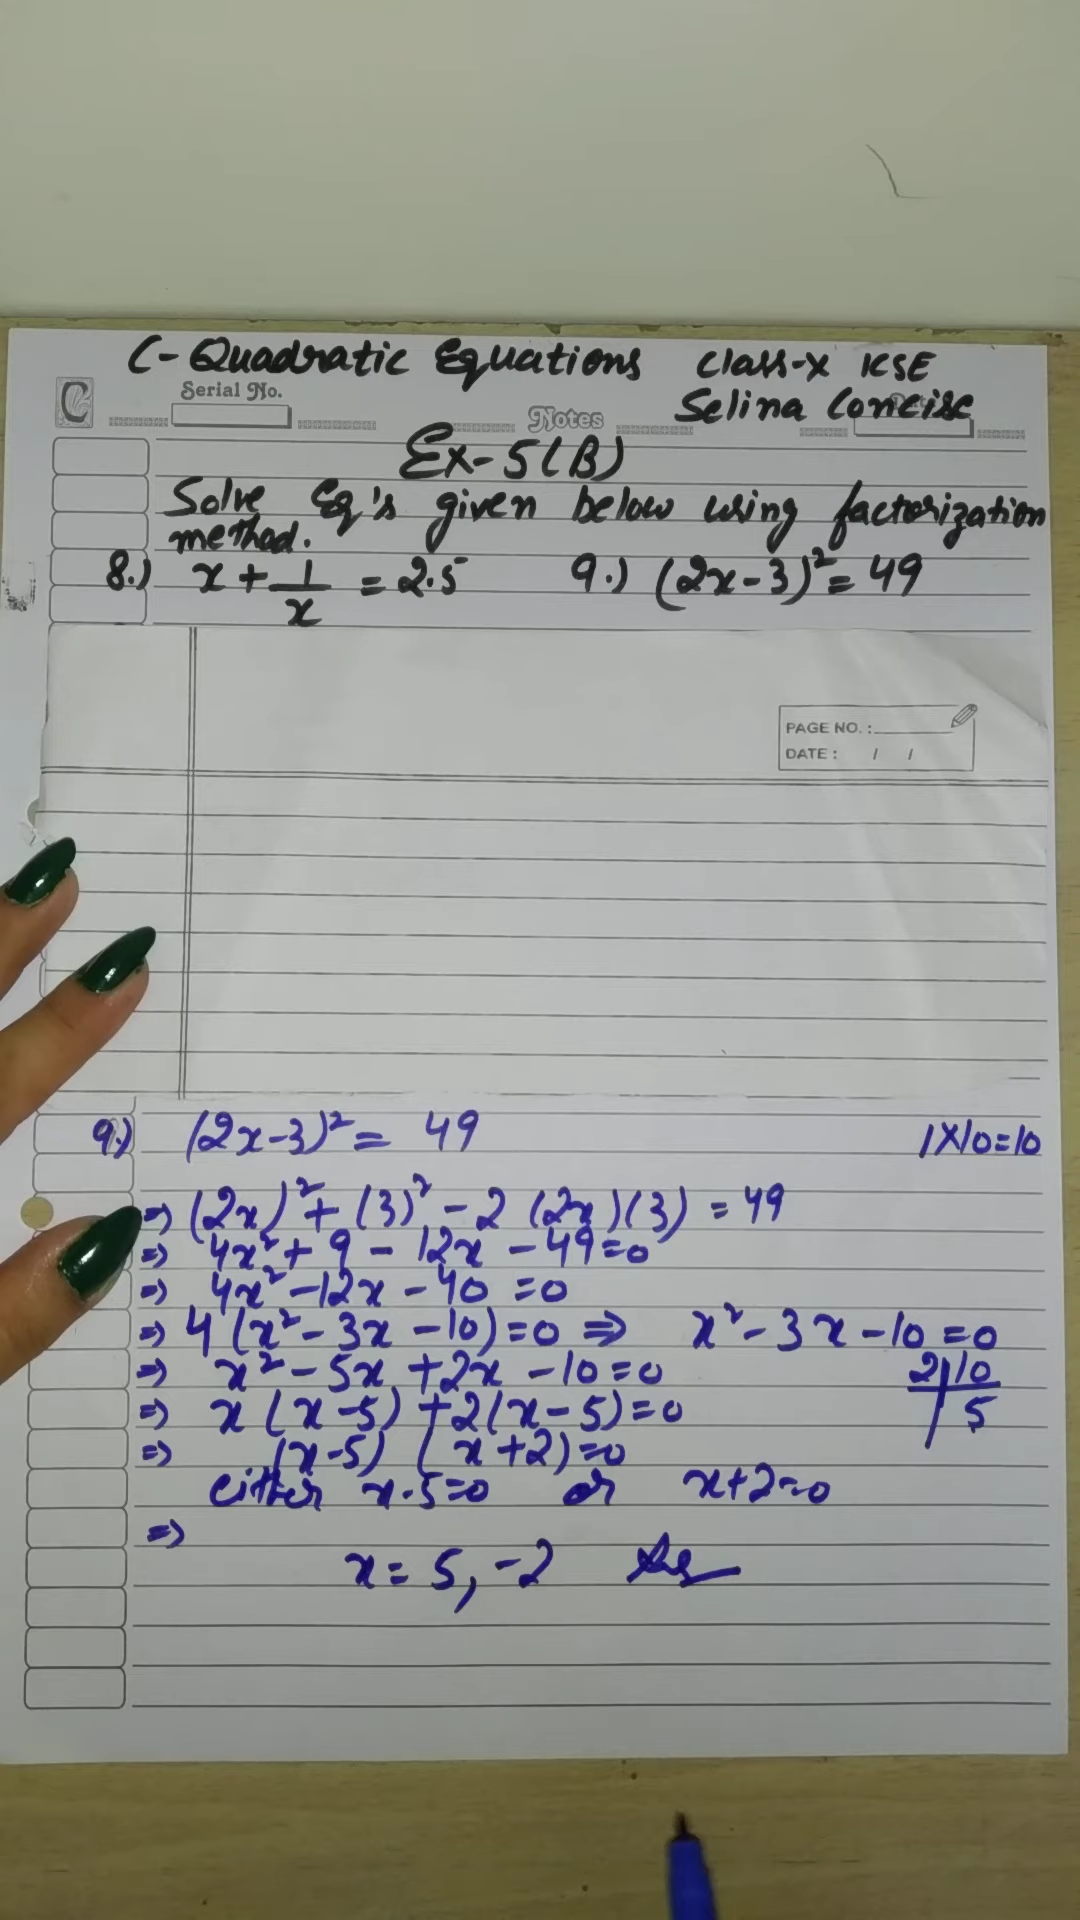 C- Quadratic Equations Class-X ICSE
C Serial No. Notes Selina Concise
Ex-5(B)
Solve Eq's given below using factorization
method.
8.) x + 1/x = 2.5 9.) (2x-3)² = 49
PAGE NO. :
DATE : / /
9.) (2x-3)² = 49 1X10=10
=> (2x)² + (3)² - 2 (2x)(3) = 49
=> 4x² + 9 - 12x - 49=0
=> 4x² -12x - 40 =0
=> 4(x² - 3x -10)=0 => x² - 3x -10 =0
=> x² - 5x +2x -10=0 2|10
=> x(x-5) +2(x-5)=0 5
=> (x-5) (x+2)=0
either x-5=0 or x+2=0
=>
x = 5, -2 Ans